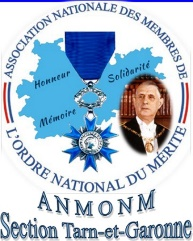 ASSOCIATION NATIONALE DES MEMBRES DE
L'ORDRE NATIONAL DU MÉRITE
Honneur
Solidarité
Mémoire
ANMONM
Section Tarn-et-Garonne